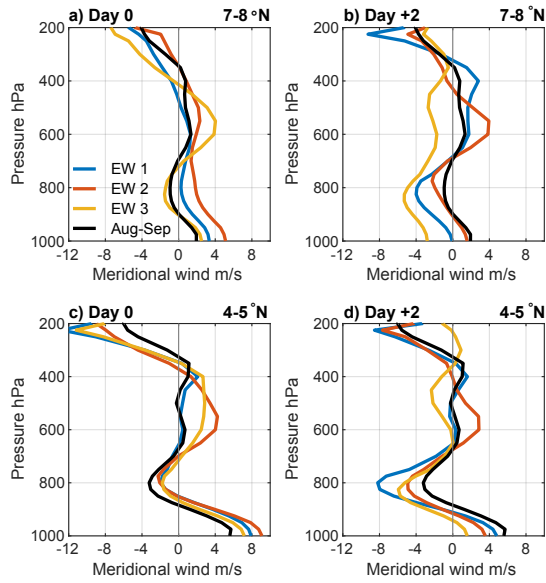 a) Day 0 7-8 °N
b) Day +2 7-8 °N
Pressure hPa
200
400
600
800
1000
EW 1
EW 2
EW 3
Aug-Sep
-12 -8 -4 0 4 8
Meridional wind m/s
Pressure hPa
200
400
600
800
1000
-12 -8 -4 0 4 8
Meridional wind m/s
c) Day 0 4-5 °N
d) Day +2 4-5 °N
Pressure hPa
200
400
600
800
1000
-12 -8 -4 0 4 8
Meridional wind m/s
Pressure hPa
200
400
600
800
1000
-12 -8 -4 0 4 8
Meridional wind m/s